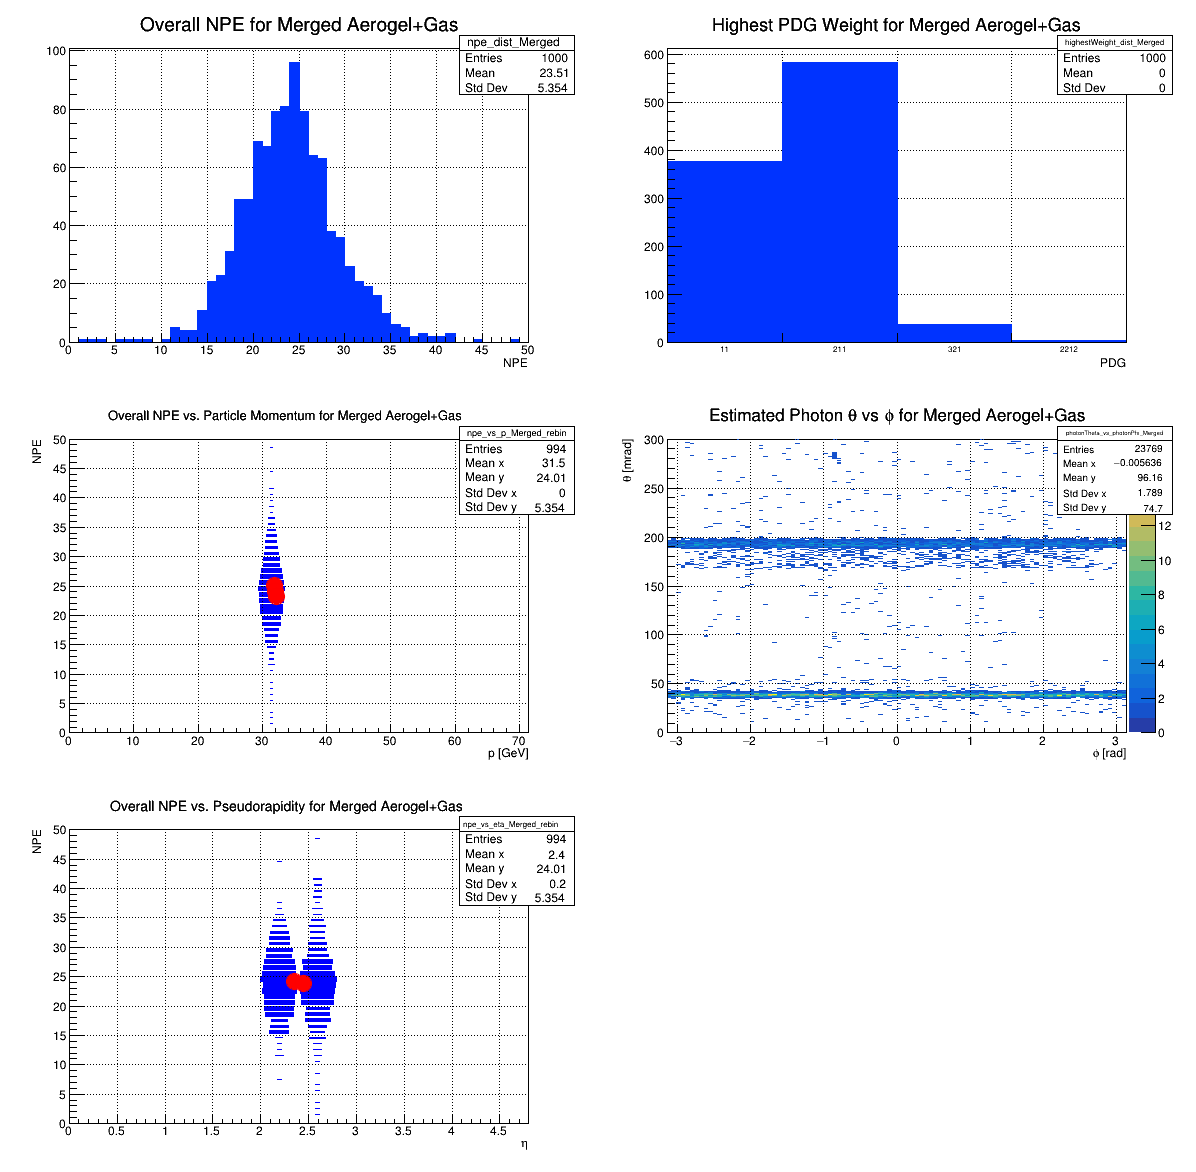 Overall NPE for Merged Aerogel+Gas
npe_dist_Merged
Entries 1000
Mean 23.51
Std Dev 5.354
100
80
60
40
20
0
0 5 10 15 20 25 30 35 40 45 50
NPE
Highest PDG Weight for Merged Aerogel+Gas
highestWeight_dist_Merged
Entries 1000
Mean 0
Std Dev 0
600
500
400
300
200
100
0
11 211 321 2212
PDG
Overall NPE vs. Particle Momentum for Merged Aerogel+Gas
npe_vs_p_Merged_rebin
Entries 994
Mean x 31.5
Mean y 24.01
Std Dev x 0
Std Dev y 5.354
NPE
50
45
40
35
30
25
20
15
10
5
0
0 10 20 30 40 50 60 70
p [GeV]
Estimated Photon θ vs ϕ for Merged Aerogel+Gas
photonTheta_vs_photonPhi_Merged
Entries 23769
Mean x −0.005636
Mean y 96.16
Std Dev x 1.789
Std Dev y 74.7
θ [mrad]
300
250
200
150
100
50
0
−3 −2 −1 0 1 2 3
ϕ [rad]
12
10
8
6
4
2
0
Overall NPE vs. Pseudorapidity for Merged Aerogel+Gas
npe_vs_eta_Merged_rebin
Entries 994
Mean x 2.4
Mean y 24.01
Std Dev x 0.2
Std Dev y 5.354
NPE
50
45
40
35
30
25
20
15
10
5
0
0 0.5 1 1.5 2 2.5 3 3.5 4 4.5
η